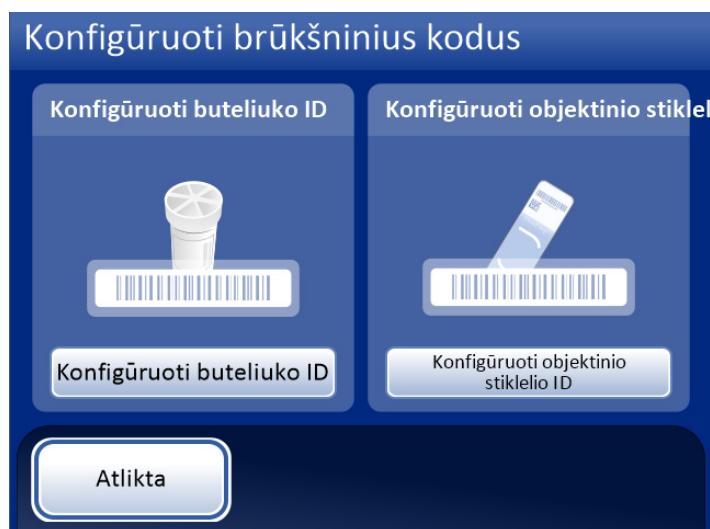 Konfigūruoti brūkšninius kodus
Konfigūruoti buteliuko ID
Konfigūruoti objektinio stiklel
Konfigūruoti buteliuko ID
Konfigūruoti objektinio
stiklelio ID
Atlikta